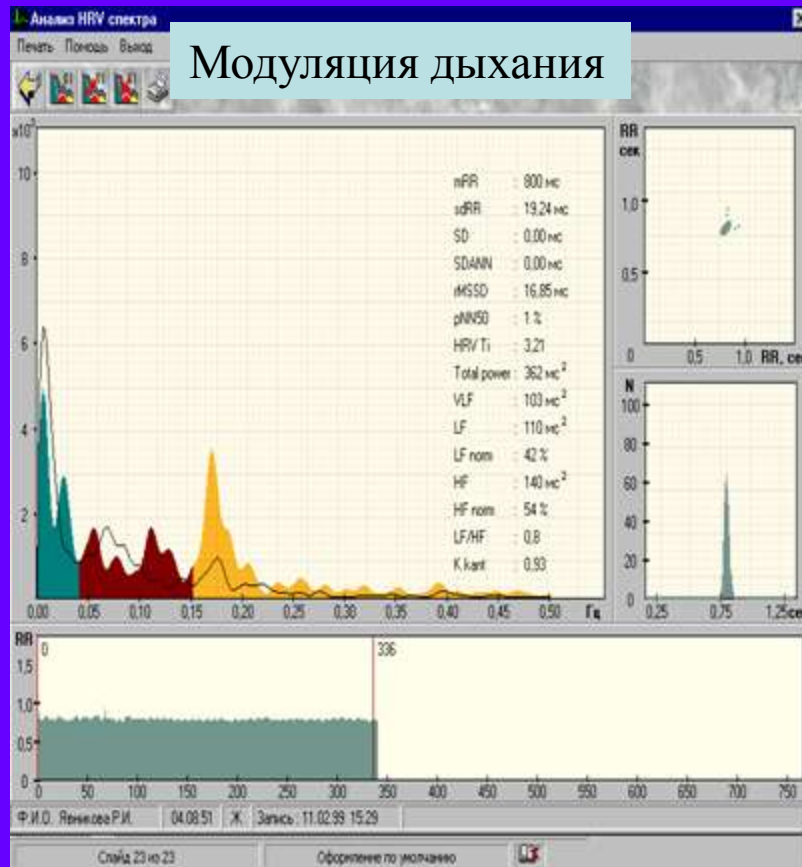 Анализ HRV спектра
Печать Помощь Выход
Модуляция дыхания
x10³
10
8
6
4
2
mRR : 800 мс
sdRR : 19,24 мс
SD : 0,00 мс
SDANN : 0,00 мс
rMSSD : 16,85 мс
pNN50 : 1 %
HRV Ti : 3,21
Total power : 362 мс²
VLF : 103 мс²
LF : 110 мс²
LF norm : 42 %
HF : 140 мс²
HF norm : 54 %
LF/HF : 0,8
K kant : 0,93
0,00 0,05 0,10 0,15 0,20 0,25 0,30 0,35 0,40 0,45 0,50 Гц
RR
сек
1,0
0,5
0 0,5 1,0 RR, се
N
100
80
60
40
20
0
0,25 0,75 1,25се
RR
1,5
1,0
0,5
0
0 336
0 50 100 150 200 250 300 350 400 450 500 550 600 650 700 750
Ф.И.О. Явникова Р.И. 04.08.51 Ж Запись : 11.02.99 15:29
Слайд 23 из 23 Оформление по умолчанию